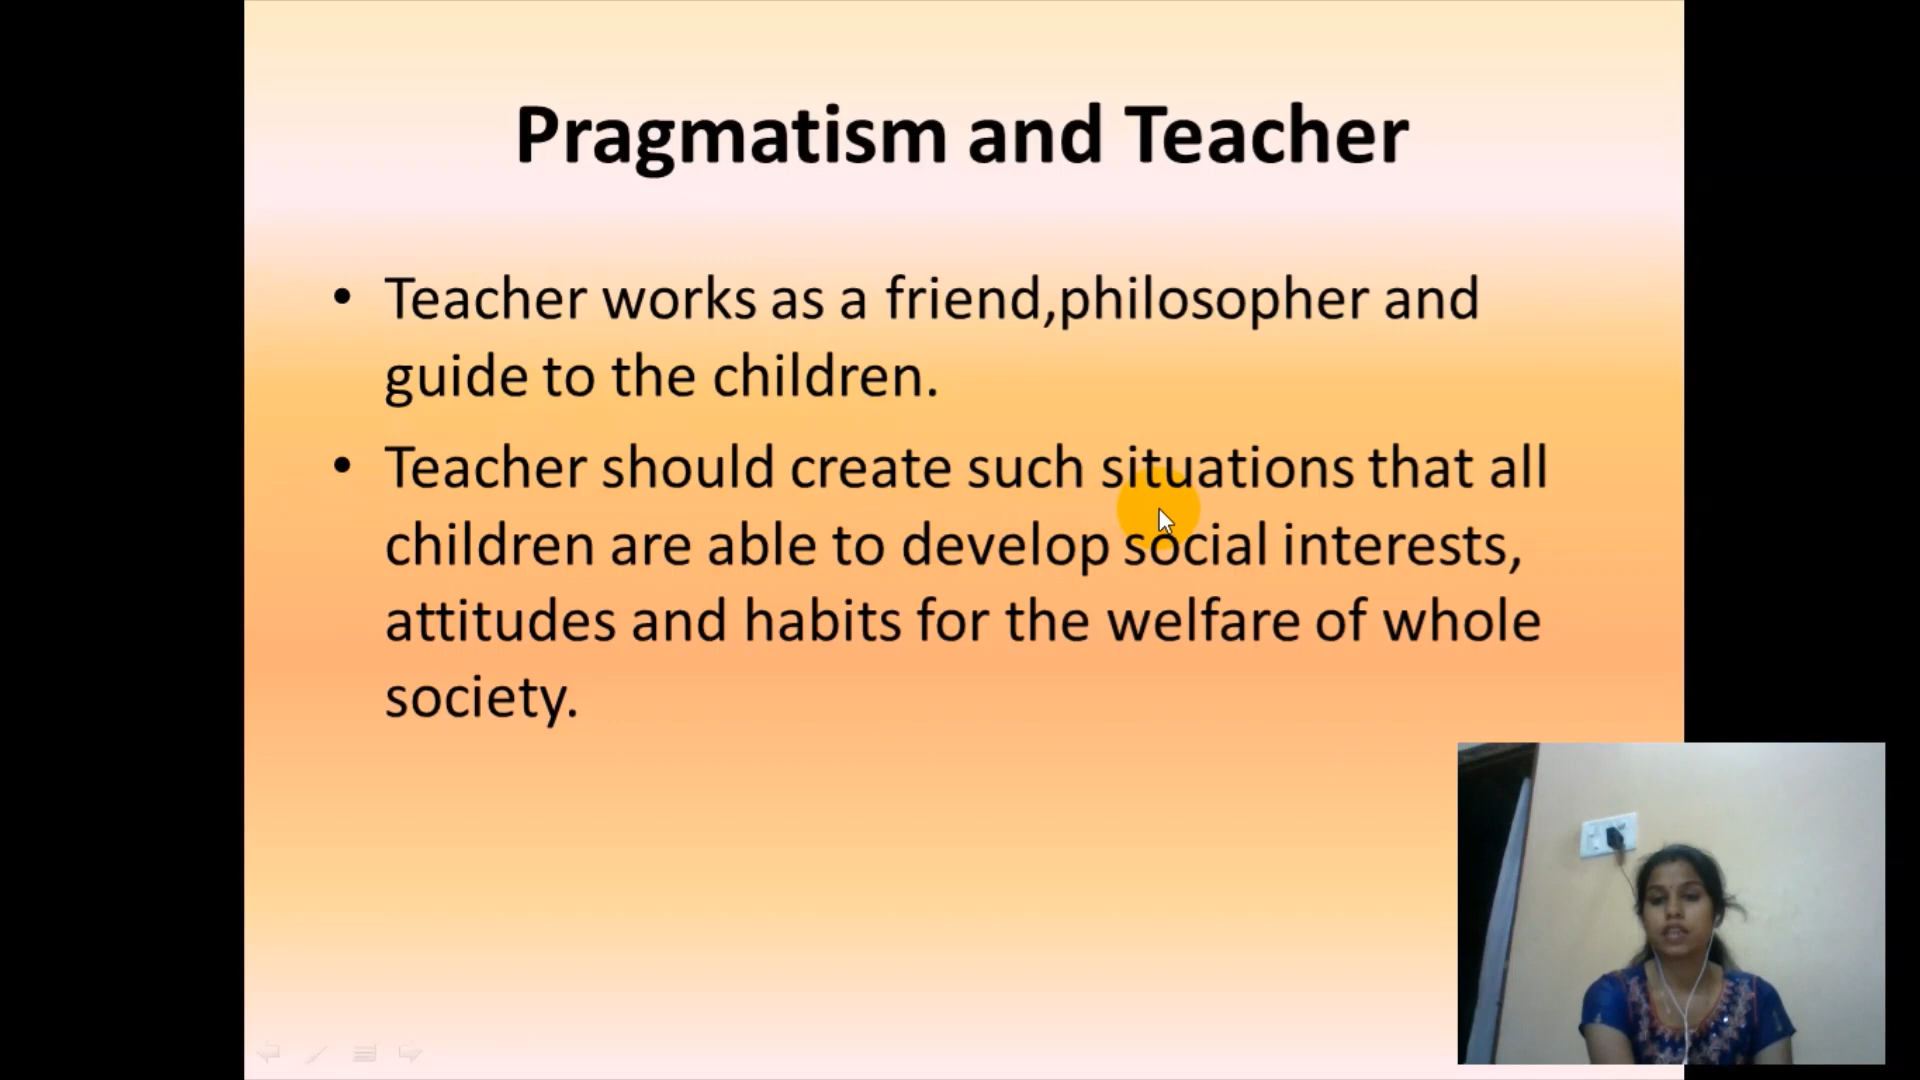 Pragmatism and Teacher
• Teacher works as a friend,philosopher and
guide to the children.
• Teacher should create such situations that all
children are able to develop social interests,
attitudes and habits for the welfare of whole
society.